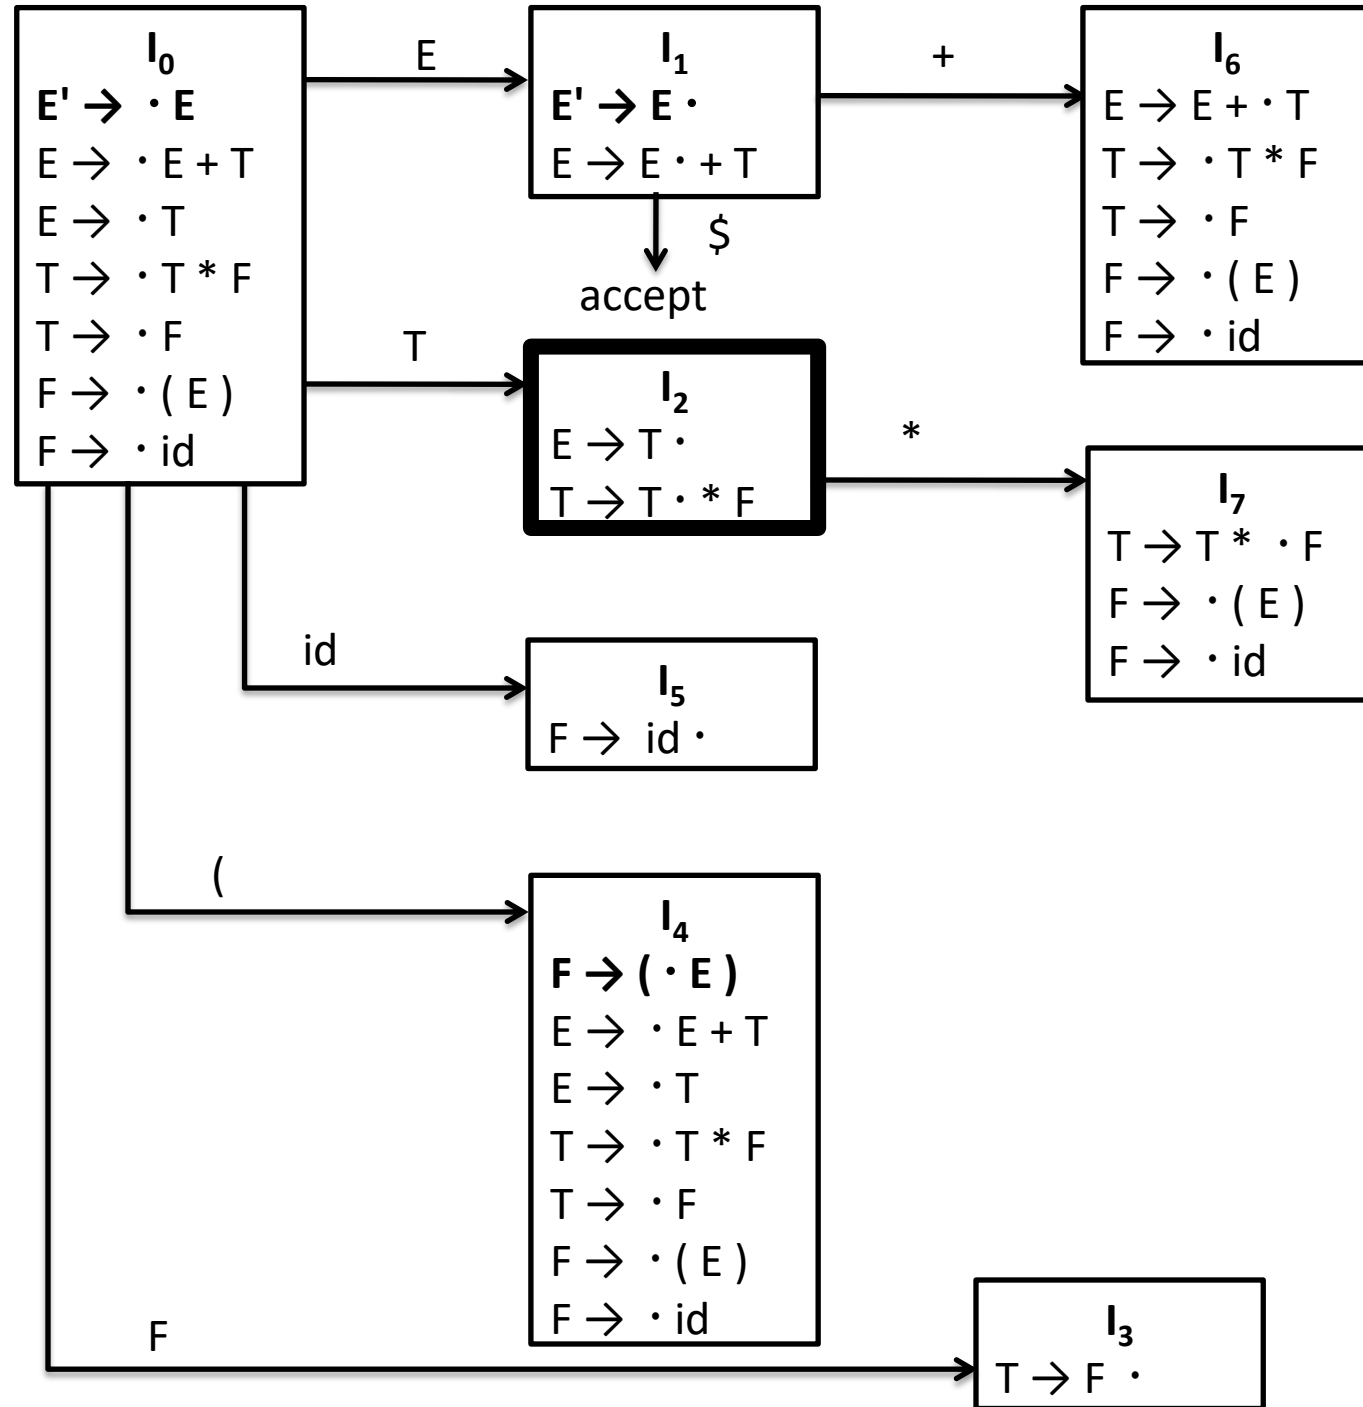 I₀
E' → · E
E → · E + T
E → · T
T → · T * F
T → · F
F → · ( E )
F → · id
E
I₁
E' → E ·
E → E · + T
$
accept
+
I₆
E → E + · T
T → · T * F
T → · F
F → · ( E )
F → · id
T
I₂
E → T ·
T → T · * F
*
I₇
T → T * · F
F → · ( E )
F → · id
id
I₅
F → id ·
(
I₄
F → ( · E )
E → · E + T
E → · T
T → · T * F
T → · F
F → · ( E )
F → · id
F
I₃
T → F ·